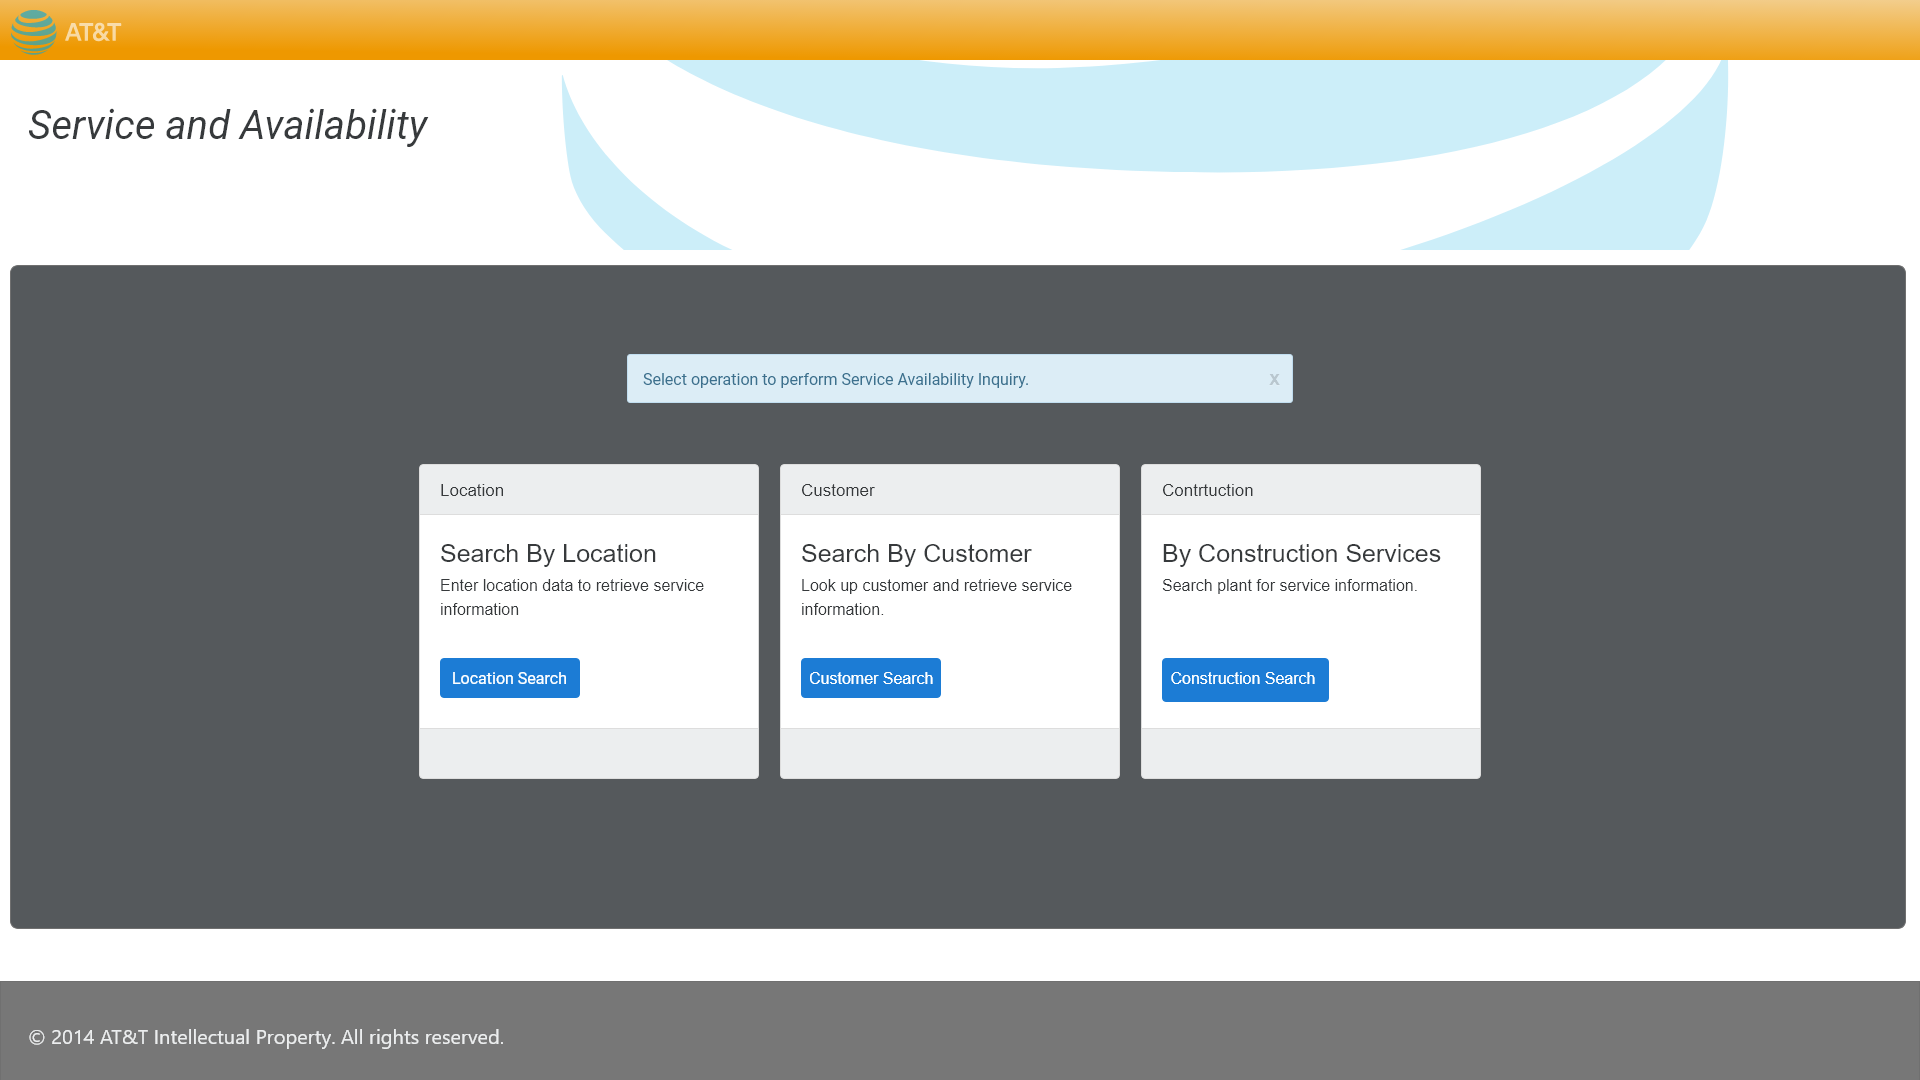 AT&T
Service and Availability
Select operation to perform Service Availability Inquiry.
x
Location
Search By Location
Enter location data to retrieve service
information
Location Search
Customer
Search By Customer
Look up customer and retrieve service
information.
Customer Search
Contrtuction
By Construction Services
Search plant for service information.
Construction Search
© 2014 AT&T Intellectual Property. All rights reserved.